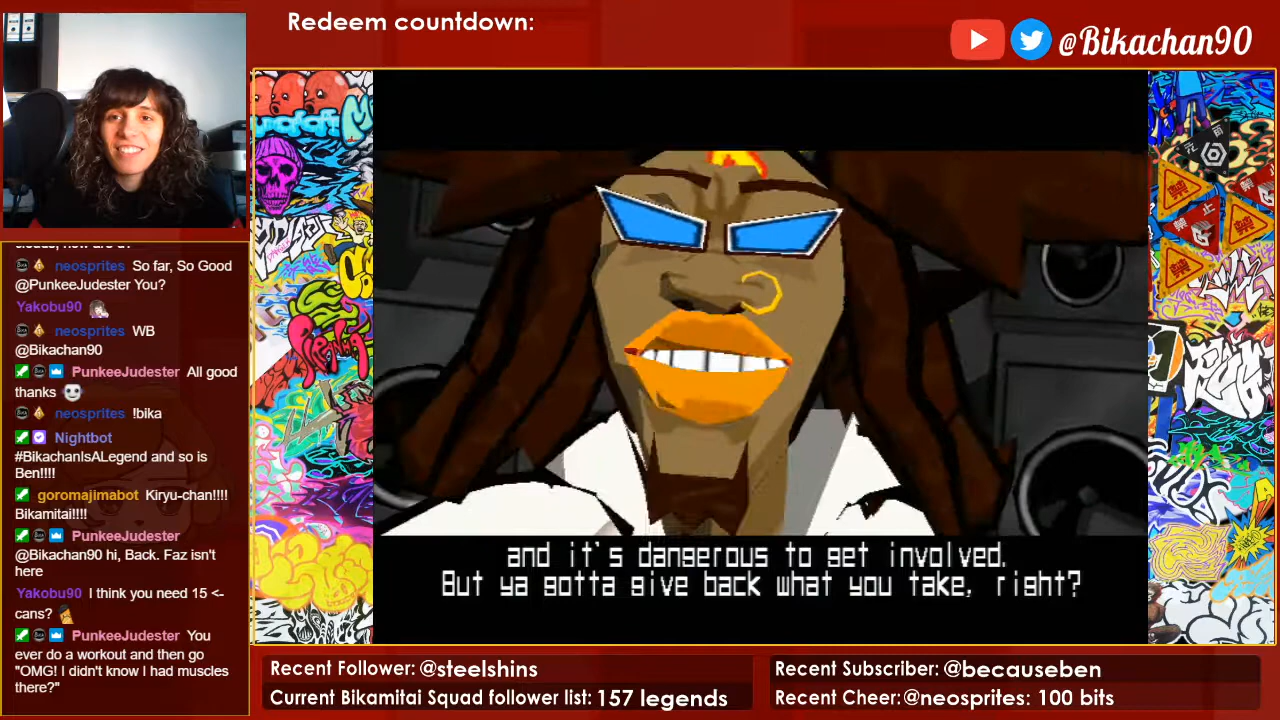 Redeem countdown:
@Bikachan90
neosprites So far, So Good
@PunkeeJudester You?
Yakobu90
neosprites WB
@Bikachan90
PunkeeJudester All good
thanks
neosprites !bika
Nightbot
#BikachanIsALegend and so is
Ben!!!!
goromajimabot Kiryu-chan!!!!
Bikamitai!!!!
PunkeeJudester
@Bikachan90 hi, Back. Faz isn't
here
Yakobu90 I think you need 15 <-
cans?
PunkeeJudester You
ever do a workout and then go
"OMG! I didn't know I had muscles
there?"
and it's dangerous to get involved.
But ya gotta give back what you take, right?
Recent Follower: @steelshins
Current Bikamitai Squad follower list: 157 legends
Recent Subscriber: @becauseben
Recent Cheer:@neosprites: 100 bits